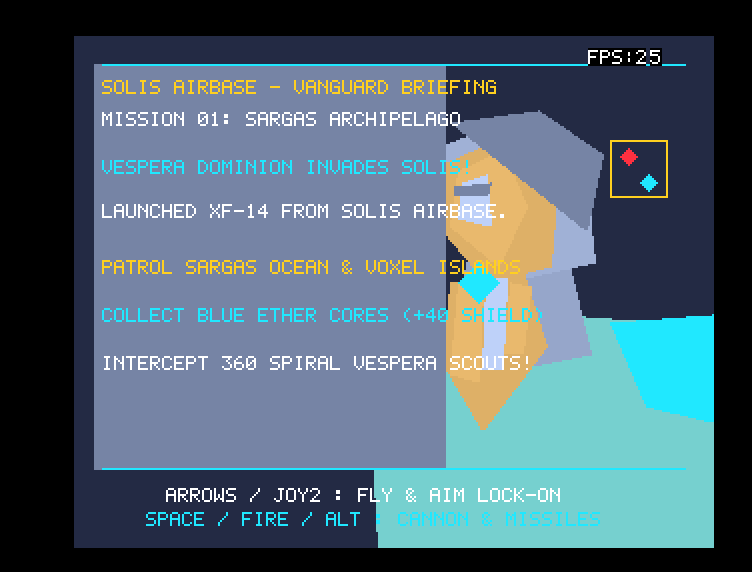 FPS:25
SOLIS AIRBASE - VANGUARD BRIEFING
MISSION 01: SARGAS ARCHIPELAGO
VESPERA DOMINION INVADES SOLIS!
LAUNCHED XF-14 FROM SOLIS AIRBASE.
PATROL SARGAS OCEAN & VOXEL ISLANDS
COLLECT BLUE ETHER CORES (+40 SHIELD)
INTERCEPT 360 SPIRAL VESPERA SCOUTS!
ARROWS / JOY2 : FLY & AIM LOCK-ON
SPACE / FIRE / ALT : CANNON & MISSILES